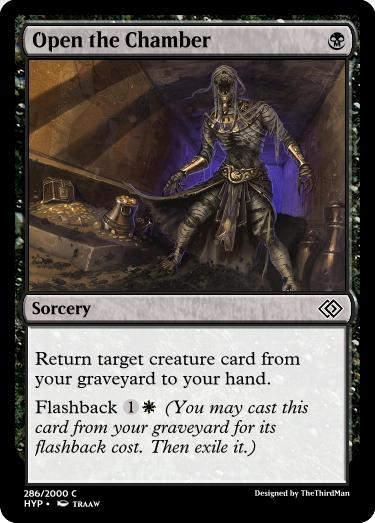 Open the Chamber
Sorcery
Return target creature card from
your graveyard to your hand.
Flashback 1 (You may cast this
card from your graveyard for its
flashback cost. Then exile it.)
286/2000 C
Designed by TheThirdMan
HYP • TRAAW